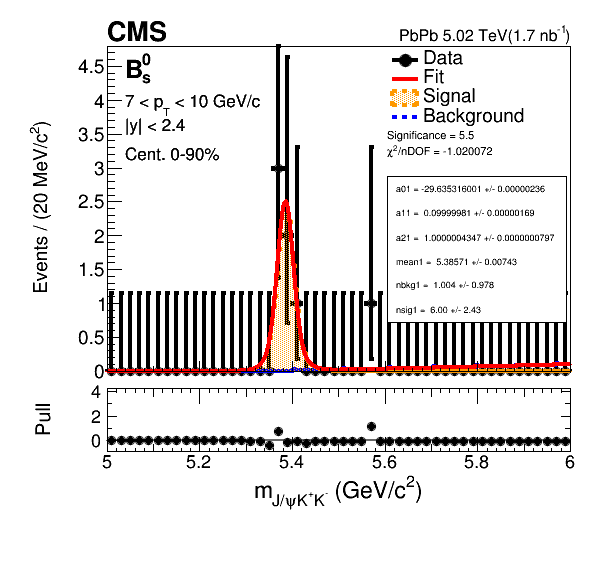 CMS
PbPb 5.02 TeV(1.7 nb⁻¹)
B⁰ₛ
7 < p_T < 10 GeV/c
|y| < 2.4
Cent. 0-90%
Data
Fit
Signal
Background
Significance = 5.5
χ²/nDOF = -1.020072
a01 = -29.635316001 +/- 0.00000236
a11 = 0.09999981 +/- 0.00000169
a21 = 1.0000004347 +/- 0.0000000797
mean1 = 5.38571 +/- 0.00743
nbkg1 = 1.004 +/- 0.978
nsig1 = 6.00 +/- 2.43
Events / (20 MeV/c²)
4.5
4
3.5
3
2.5
2
1.5
1
0.5
0
Pull
4
2
0
5 5.2 5.4 5.6 5.8 6
m_J/ψK⁺K⁻ (GeV/c²)